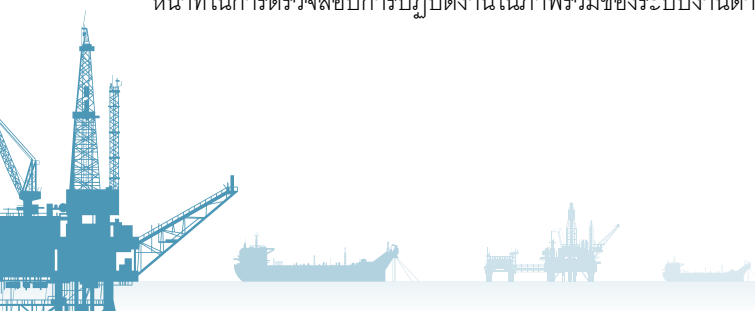 หน้าที่ในการตรวจสอบการปฏิบัติงานในภาพรวมของระบบงานด้า